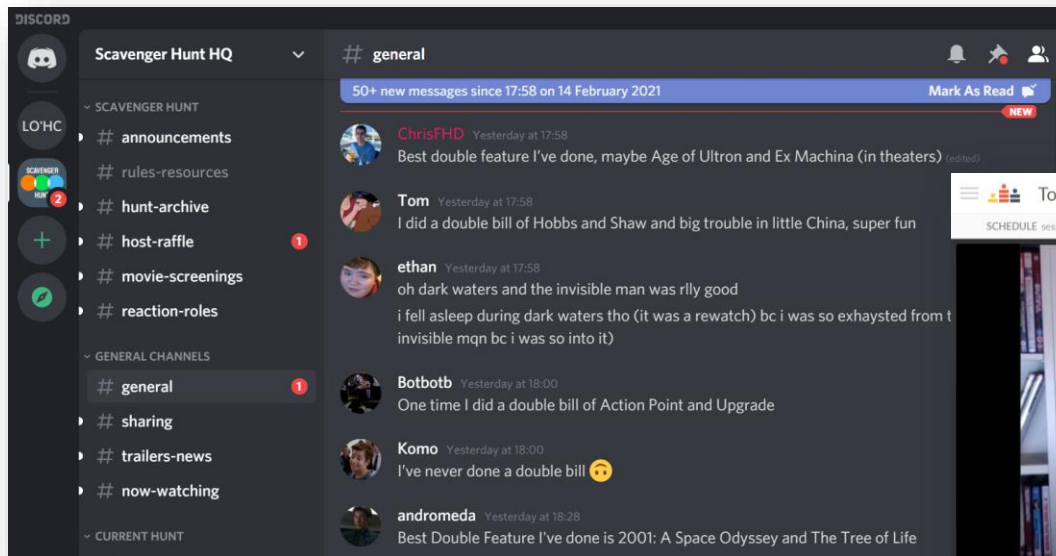 DISCORD
Scavenger Hunt HQ
# general
LO'HC
SCAVENGER
HUNT
2
SCAVENGER HUNT
# announcements
# rules-resources
# hunt-archive
# host-raffle 1
# movie-screenings
# reaction-roles
GENERAL CHANNELS
# general 1
# sharing
# trailers-news
# now-watching
CURRENT HUNT
50+ new messages since 17:58 on 14 February 2021 Mark As Read
NEW
ChrisFHD Yesterday at 17:58
Best double feature I've done, maybe Age of Ultron and Ex Machina (in theaters) (edited)
Tom Yesterday at 17:58
I did a double bill of Hobbs and Shaw and big trouble in little China, super fun
ethan Yesterday at 17:58
oh dark waters and the invisible man was rlly good
i fell asleep during dark waters tho (it was a rewatch) bc i was so exhaysted from t
invisible mqn bc i was so into it)
Botbotb Yesterday at 18:00
One time I did a double bill of Action Point and Upgrade
Komo Yesterday at 18:00
I've never done a double bill 🙃
andromeda Yesterday at 18:28
Best Double Feature I've done is 2001: A Space Odyssey and The Tree of Life
To
SCHEDULE ses